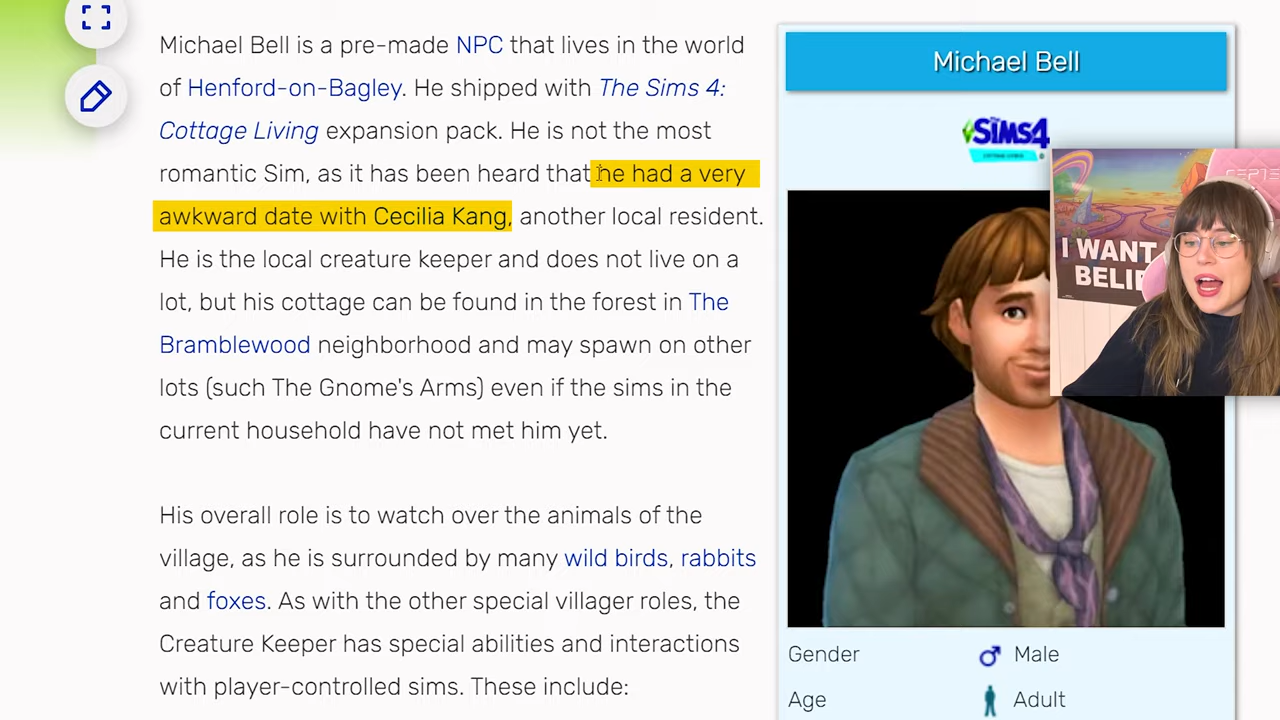 Michael Bell is a pre-made NPC that lives in the world
of Henford-on-Bagley. He shipped with The Sims 4:
Cottage Living expansion pack. He is not the most
romantic Sim, as it has been heard that he had a very
awkward date with Cecilia Kang, another local resident.
He is the local creature keeper and does not live on a
lot, but his cottage can be found in the forest in The
Bramblewood neighborhood and may spawn on other
lots (such The Gnome's Arms) even if the sims in the
current household have not met him yet.
His overall role is to watch over the animals of the
village, as he is surrounded by many wild birds, rabbits
and foxes. As with the other special villager roles, the
Creature Keeper has special abilities and interactions
with player-controlled sims. These include:
Michael Bell
SIMS4
I WANT
Gender
Male
Age
Adult